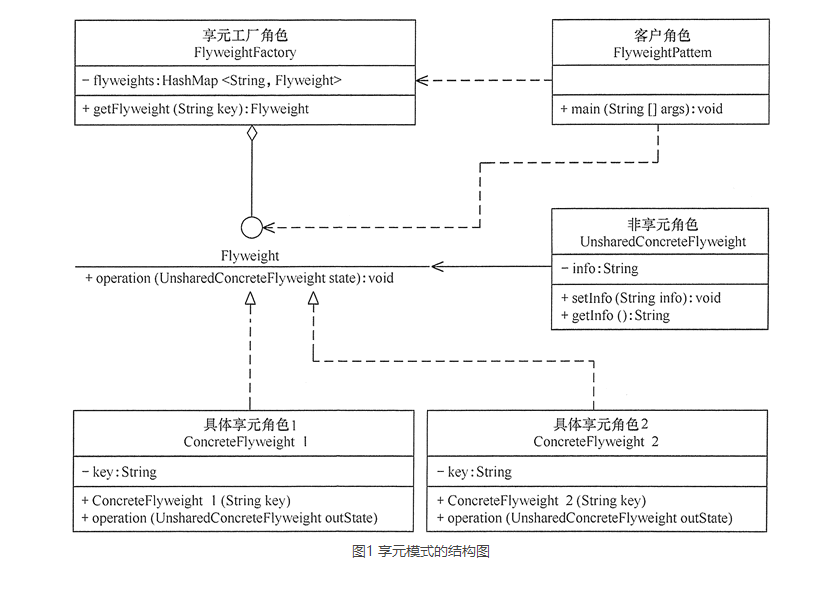 享元工厂角色
FlyweightFactory
- flyweights:HashMap <String, Flyweight>
+ getFlyweight (String key):Flyweight
客户角色
FlyweightPattem
+ main (String [] args):void
Flyweight
+ operation (UnsharedConcreteFlyweight state):void
非享元角色
UnsharedConcreteFlyweight
- info:String
+ setInfo (String info):void
+ getInfo ():String
具体享元角色1
ConcreteFlyweight 1
- key:String
+ ConcreteFlyweight 1 (String key)
+ operation (UnsharedConcreteFlyweight outState)
具体享元角色2
ConcreteFlyweight 2
- key:String
+ ConcreteFlyweight 2 (String key)
+ operation (UnsharedConcreteFlyweight outState)
图1 享元模式的结构图